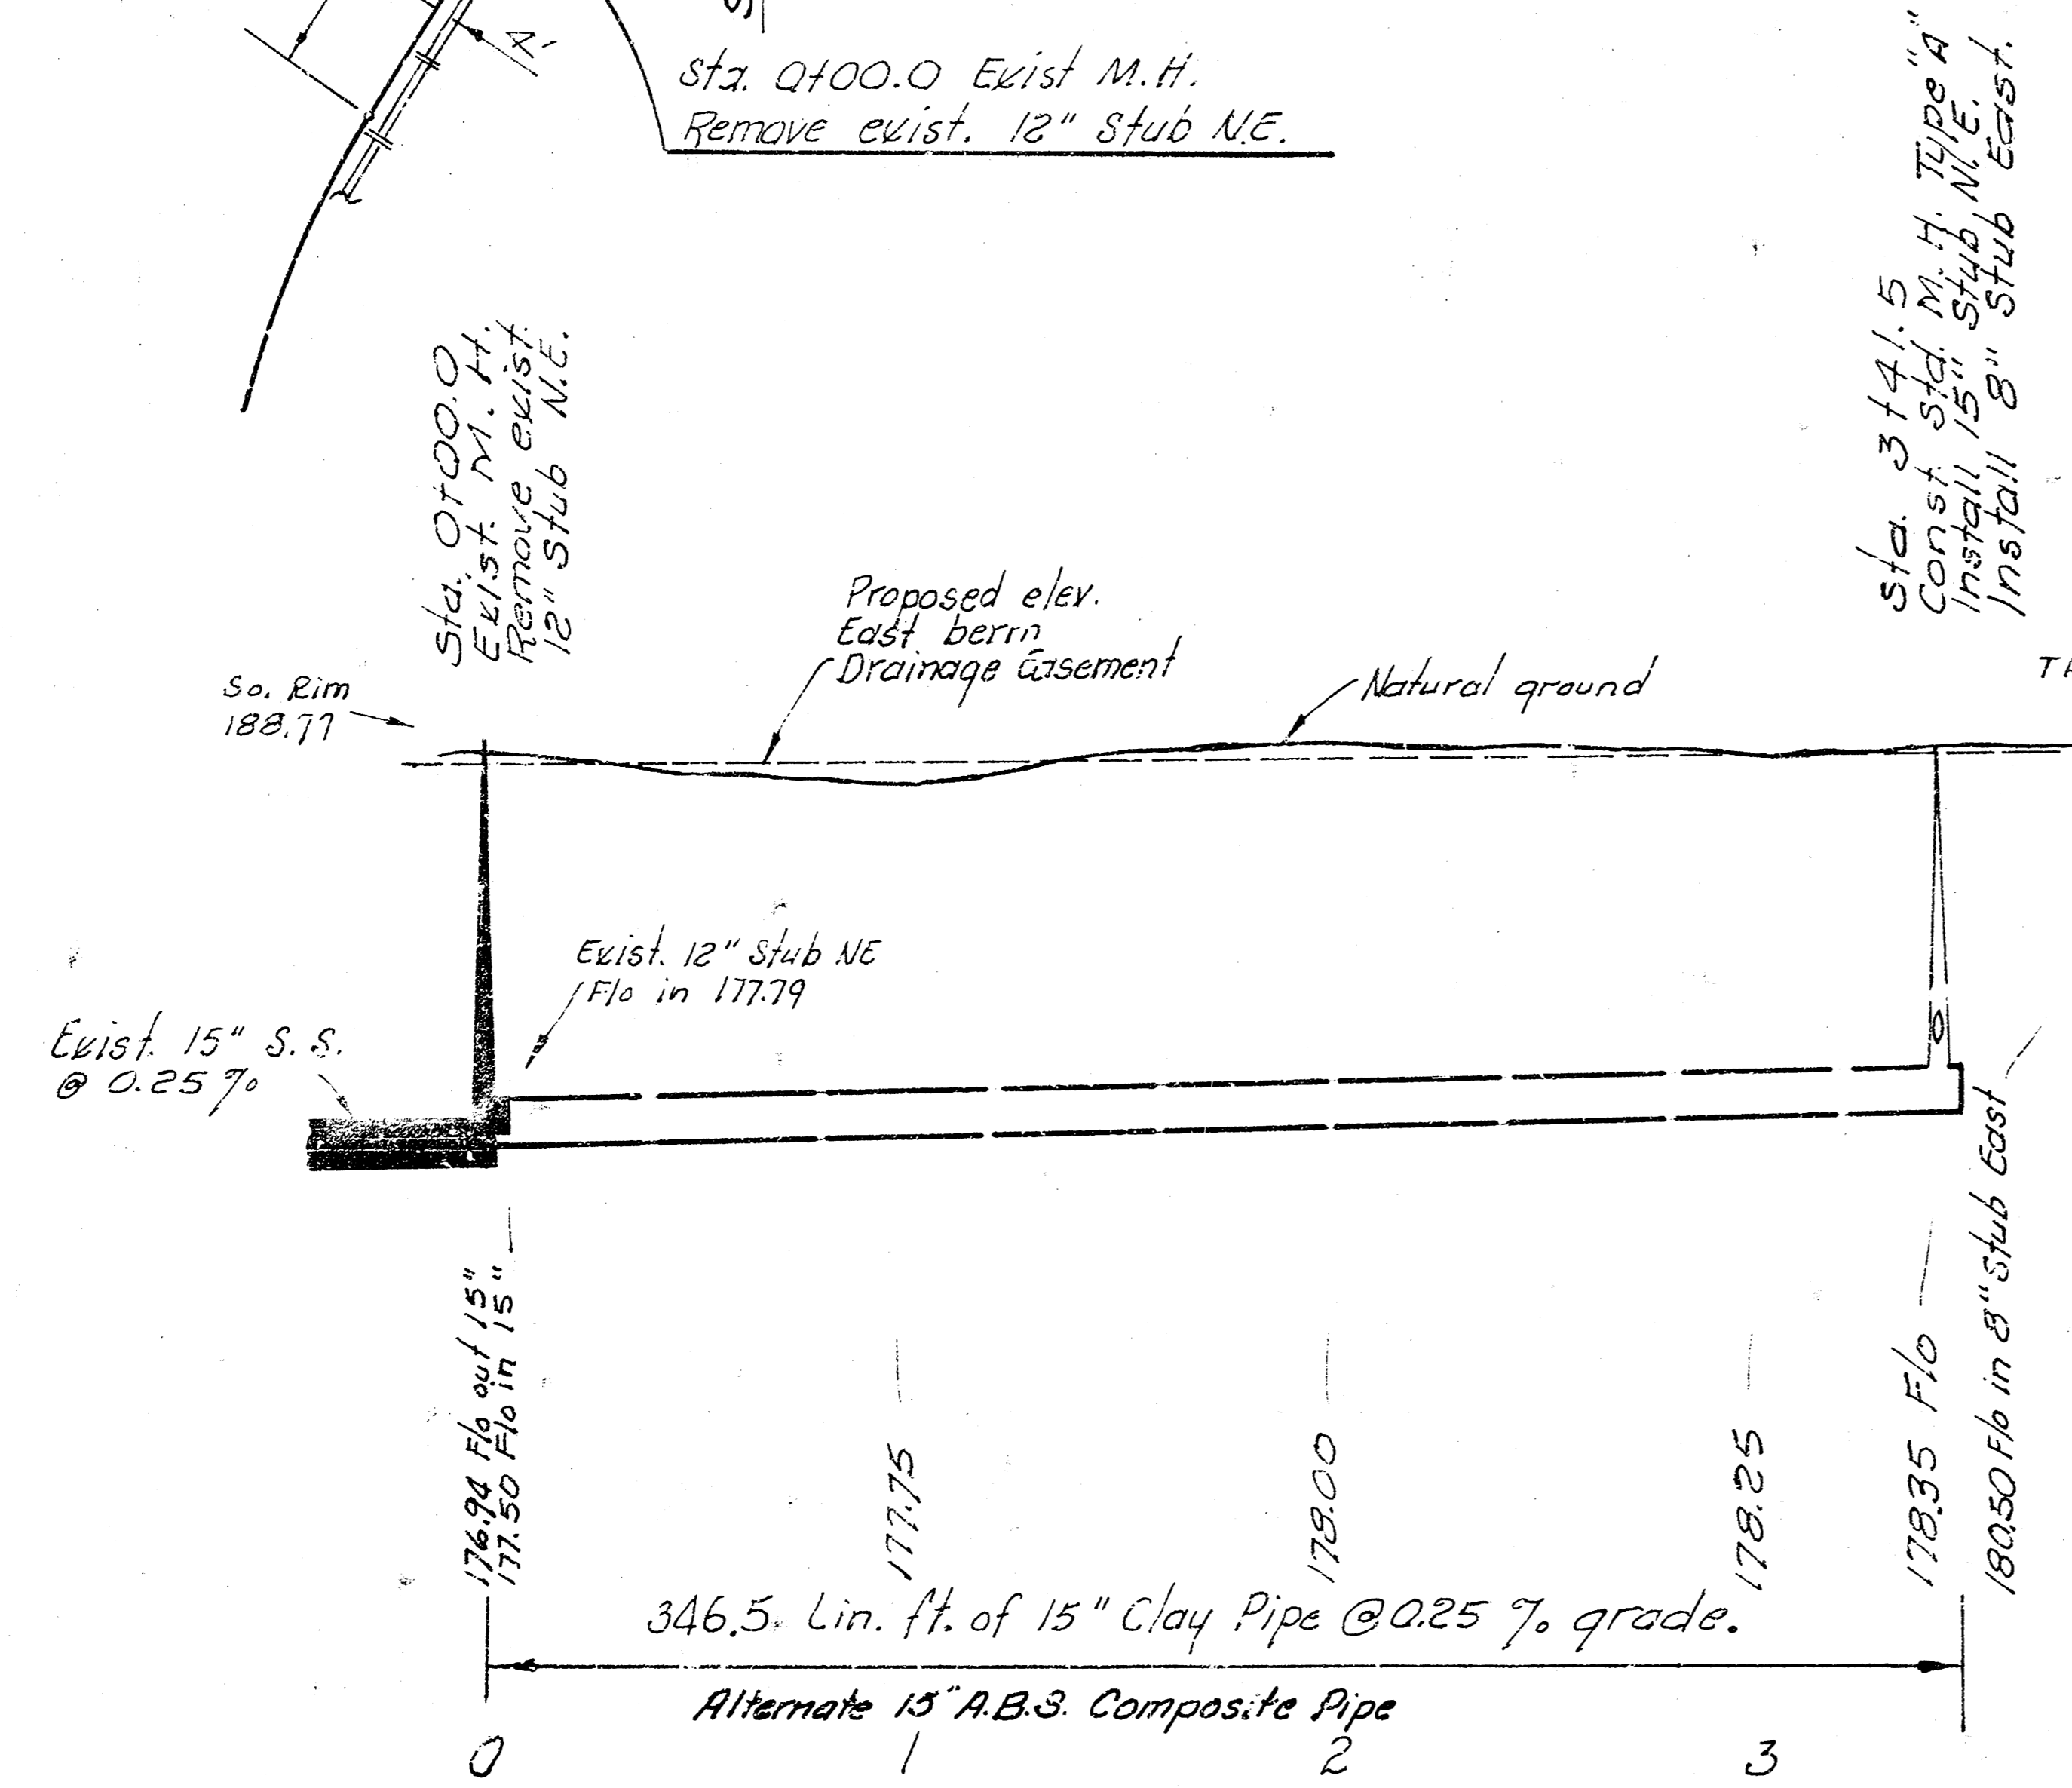 Sta. 0+00.0 Exist M.H.
Remove exist. 12" Stub N.E.
Sta. 0+00.0
Exist. M.H.
Remove exist.
12" Stub N.E.
Sta. 3+41.5
Const. Std. M.H. Type "A"
Install 15" Stub N.E.
Install 8" Stub East.
Proposed elev.
East berm
Drainage Easement
Natural ground
So. Rim
188.77
Exist. 12" Stub NE
Flo in 177.79
Exist. 15" S.S.
@ 0.25 %
176.94 Flo out 15"
177.50 Flo in 15"
177.75
178.00
178.25
178.35 Flo
180.50 Flo in 8" Stub East
346.5 Lin. ft. of 15" Clay Pipe @ 0.25 % grade.
Alternate 15" A.B.S. Composite Pipe
0 1 2 3